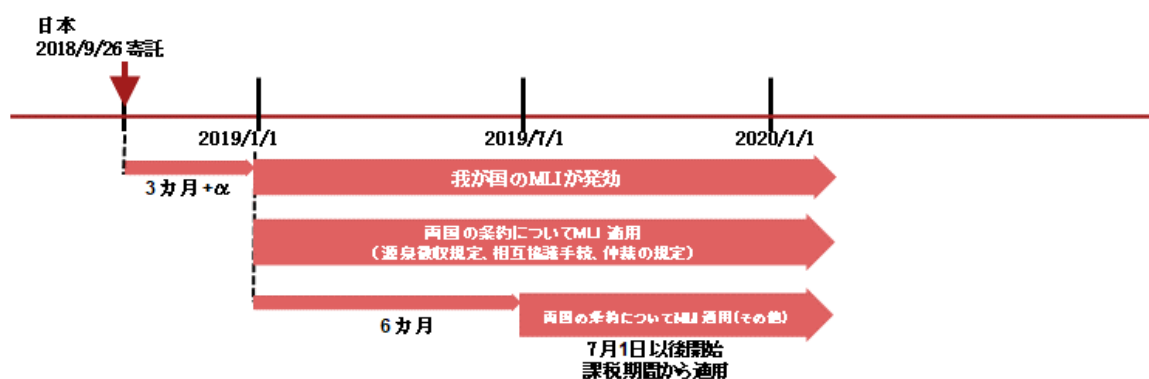 日本
2018/9/26 寄託
2019/1/1
2019/7/1
2020/1/1
3カ月+α
我が国のMLIが発効
両国の条約についてMLI 適用
(源泉徴収規定、相互協議手続、仲裁の規定)
6カ月
両国の条約についてMLI 適用(その他)
7月1日以後開始
課税期間から適用